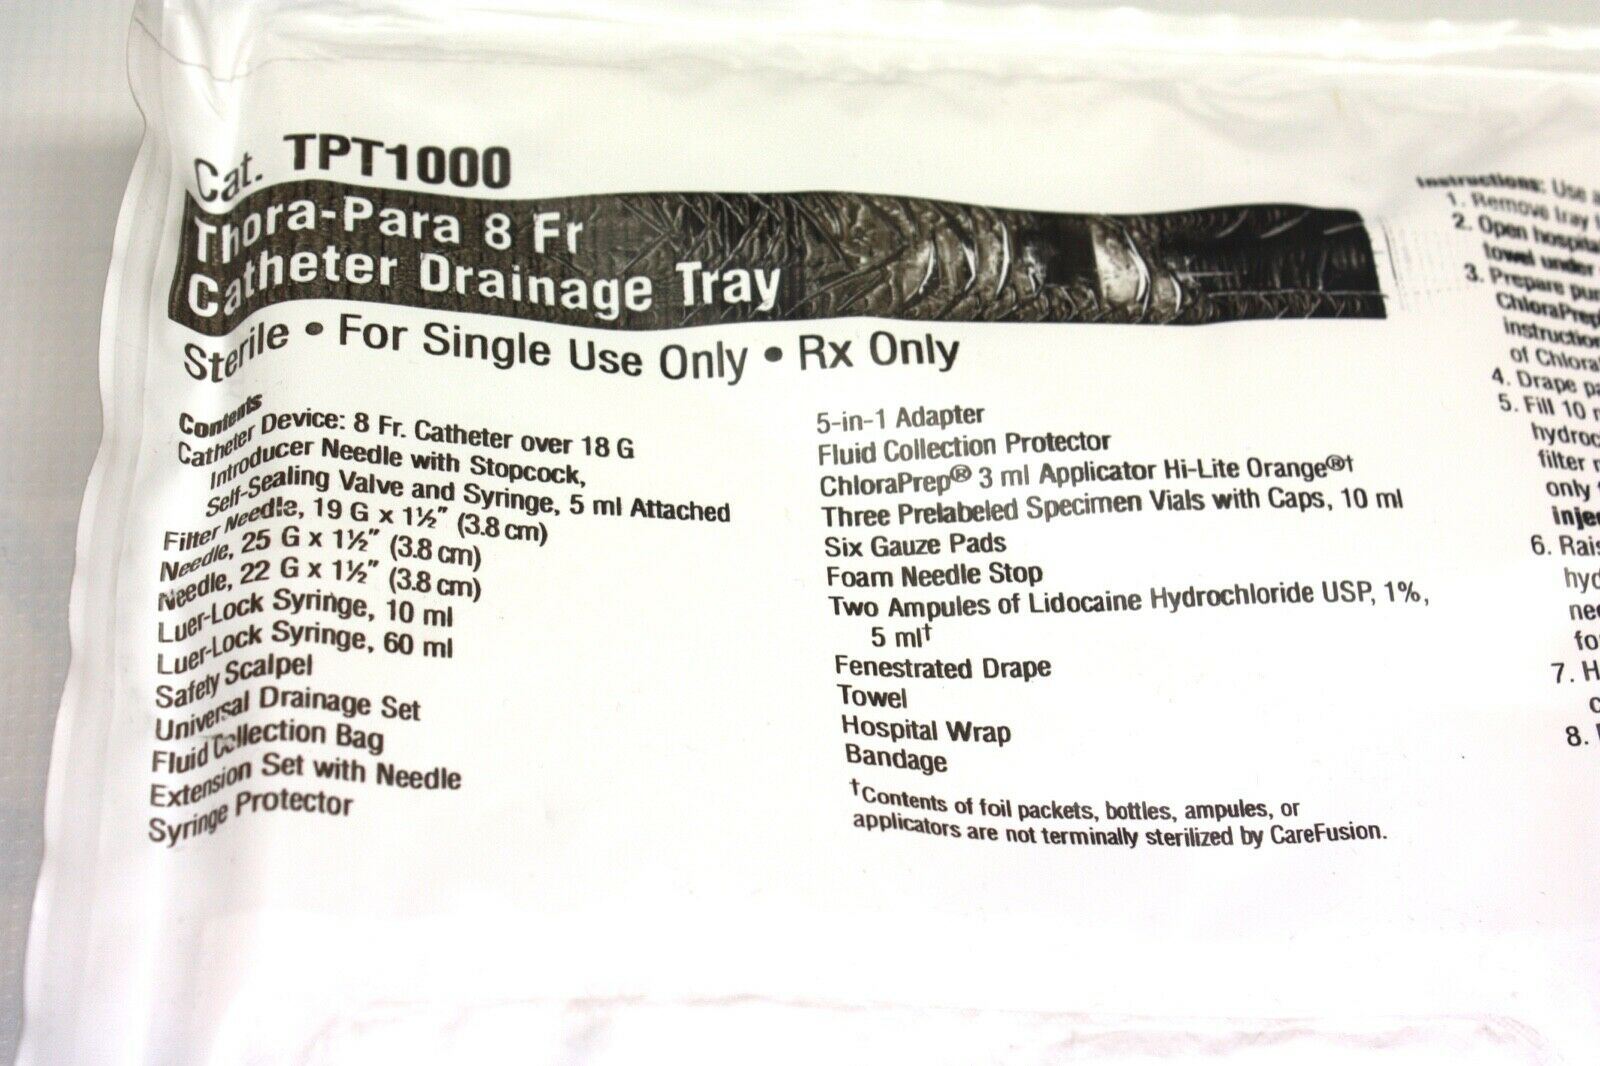 Cat. TPT1000
Thora-Para 8 Fr
Catheter Drainage Tray
Sterile • For Single Use Only • Rx Only
Contents
Catheter Device: 8 Fr. Catheter over 18 G
Introducer Needle with Stopcock,
Self-Sealing Valve and Syringe, 5 ml Attached
Filter Needle, 19 G x 1½" (3.8 cm)
Needle, 25 G x 1½" (3.8 cm)
Needle, 22 G x 1½" (3.8 cm)
Luer-Lock Syringe, 10 ml
Luer-Lock Syringe, 60 ml
Safety Scalpel
Universal Drainage Set
Fluid Collection Bag
Extension Set with Needle
Syringe Protector
5-in-1 Adapter
Fluid Collection Protector
ChloraPrep® 3 ml Applicator Hi-Lite Orange®†
Three Prelabeled Specimen Vials with Caps, 10 ml
Six Gauze Pads
Foam Needle Stop
Two Ampules of Lidocaine Hydrochloride USP, 1%,
5 ml†
Fenestrated Drape
Towel
Hospital Wrap
Bandage
†Contents of foil packets, bottles, ampules, or
applicators are not terminally sterilized by CareFusion.
Instructions: Use
1. Remove tray
2. Open
towel under
3. Prepare
of
4. Drape
5. Fill 10
filter
only
6.
7.
8.